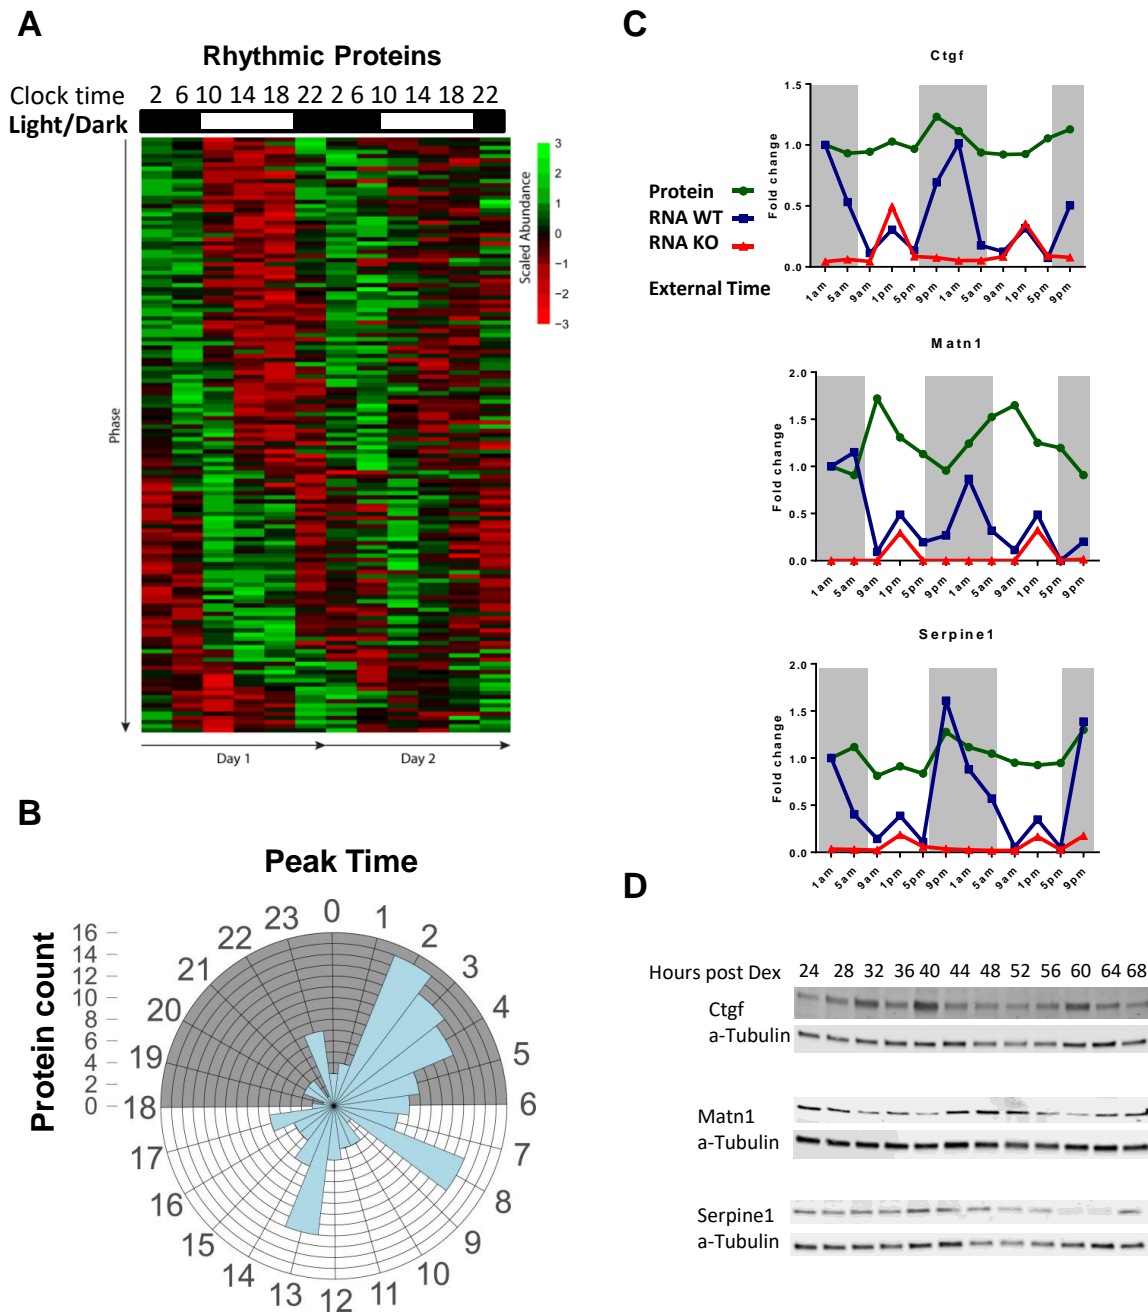 A
Rhythmic Proteins
Clock time 2 6 10 14 18 22 2 6 10 14 18 22
Light/Dark
3
2
1
0
−1
−2
−3
Scaled Abundance
Phase
Day 1 Day 2
B
Peak Time
Protein count
16
14
12
10
8
6
4
2
0
0
1
2
3
4
5
6
7
8
9
10
11
12
13
14
15
16
17
18
19
20
21
22
23
C
Protein
RNA WT
RNA KO
External Time
Ctgf
Fold change
1.5
1.0
0.5
0.0
1am 5am 9am 1pm 5pm 9pm 1am 5am 9am 1pm 5pm 9pm
Matn1
Fold change
2.0
1.5
1.0
0.5
0.0
1am 5am 9am 1pm 5pm 9pm 1am 5am 9am 1pm 5pm 9pm
Serpine1
Fold change
2.0
1.5
1.0
0.5
0.0
1am 5am 9am 1pm 5pm 9pm 1am 5am 9am 1pm 5pm 9pm
D
Hours post Dex 24 28 32 36 40 44 48 52 56 60 64 68
Ctgf
a-Tubulin
Matn1
a-Tubulin
Serpine1
a-Tubulin